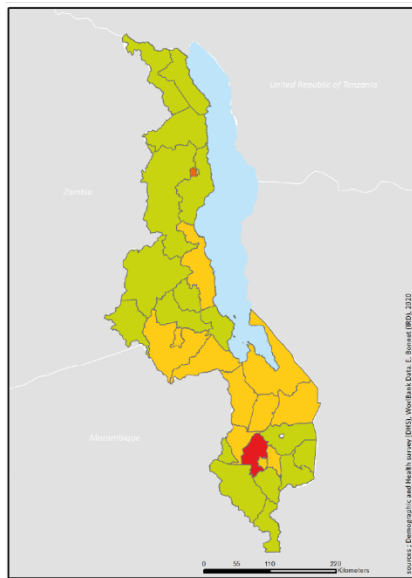 United Republic of Tanzania
Zambia
Mozambique
sources ; Demographic and Health survey (DHS), WorlBank Data. E. Bonnet (IRD), 2020
0 55 110 220
Kilometers